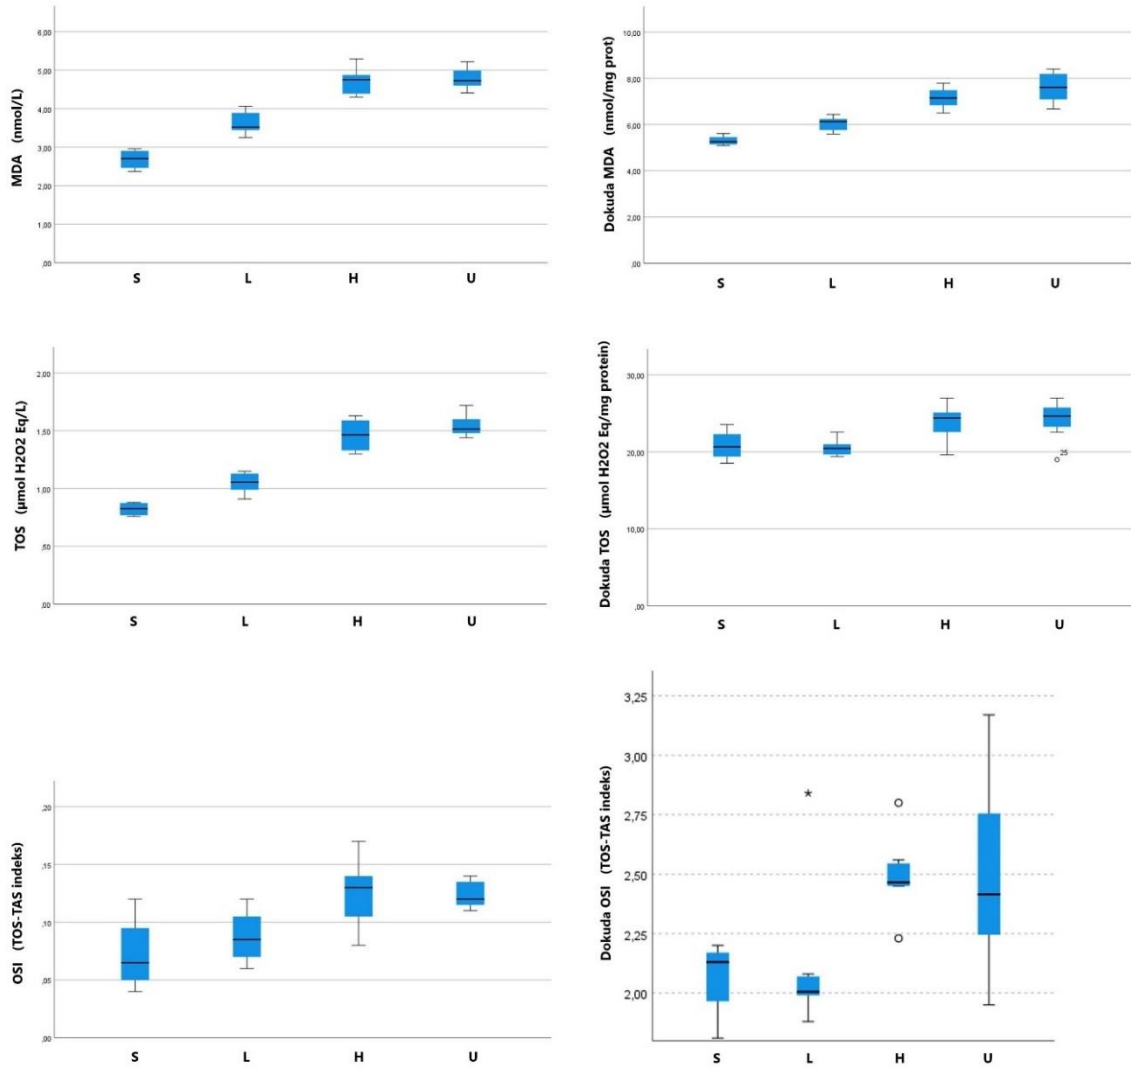 MDA (nmol/L)
6,00
5,00
4,00
3,00
2,00
1,00
,00
S L H U
Dokuda MDA (nmol/mg prot)
10,00
8,00
6,00
4,00
2,00
,00
S L H U
TOS (µmol H2O2 Eq/L)
2,00
1,50
1,00
,50
,00
S L H U
Dokuda TOS (µmol H2O2 Eq/mg protein)
30,00
20,00
10,00
,00
25
S L H U
OSI (TOS-TAS indeks)
,20
,15
,10
,05
,00
S L H U
Dokuda OSI (TOS-TAS indeks)
3,25
3,00
2,75
2,50
2,25
2,00
S L H U